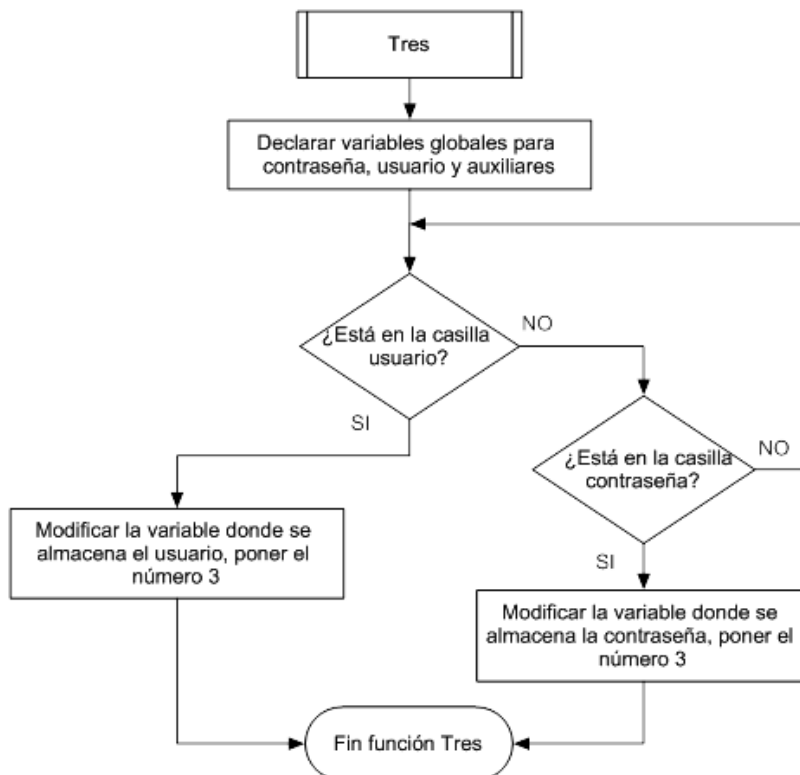 Tres
Declarar variables globales para
contraseña, usuario y auxiliares
¿Está en la casilla
usuario?
NO
SI
¿Está en la casilla
contraseña?
NO
SI
Modificar la variable donde se
almacena el usuario, poner el
número 3
Modificar la variable donde se
almacena la contraseña, poner el
número 3
Fin función Tres